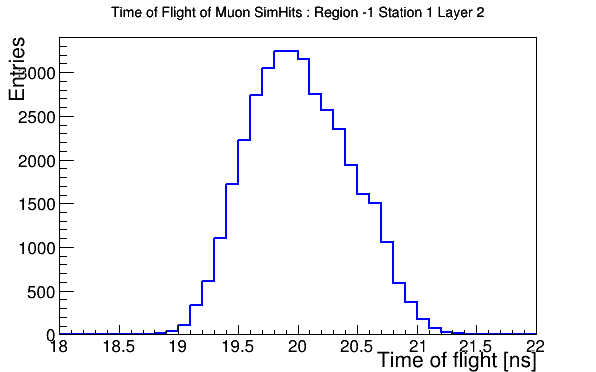 Time of Flight of Muon SimHits : Region -1 Station 1 Layer 2
Entries
3000
2500
2000
1500
1000
500
0
18 18.5 19 19.5 20 20.5 21 21.5 22
Time of flight [ns]